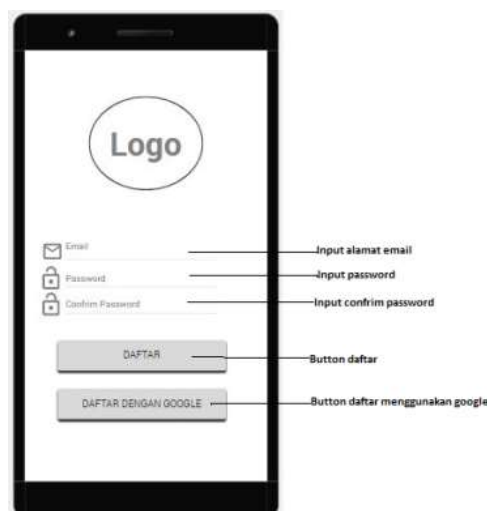 Logo
Email
Input alamat email
Password
Input password
Confrim Password
Input confrim password
DAFTAR
Button daftar
DAFTAR DENGAN GOOGLE
Button daftar menggunakan google